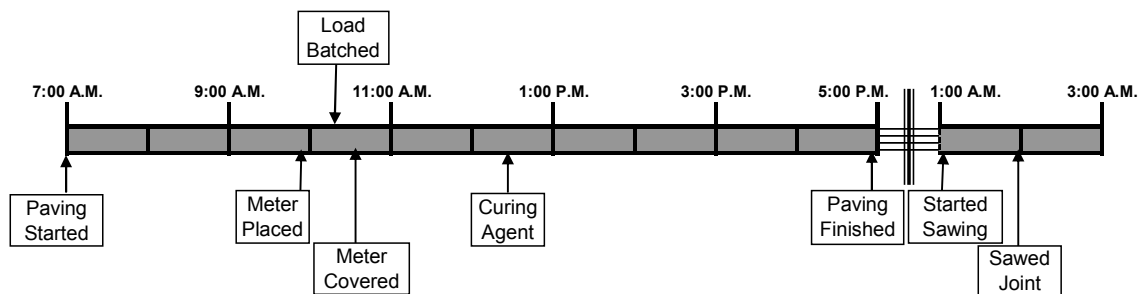 Load
Batched
7:00 A.M.
9:00 A.M.
11:00 A.M.
1:00 P.M.
3:00 P.M.
5:00 P.M.
1:00 A.M.
3:00 A.M.
Paving
Started
Meter
Placed
Meter
Covered
Curing
Agent
Paving
Finished
Started
Sawing
Sawed
Joint